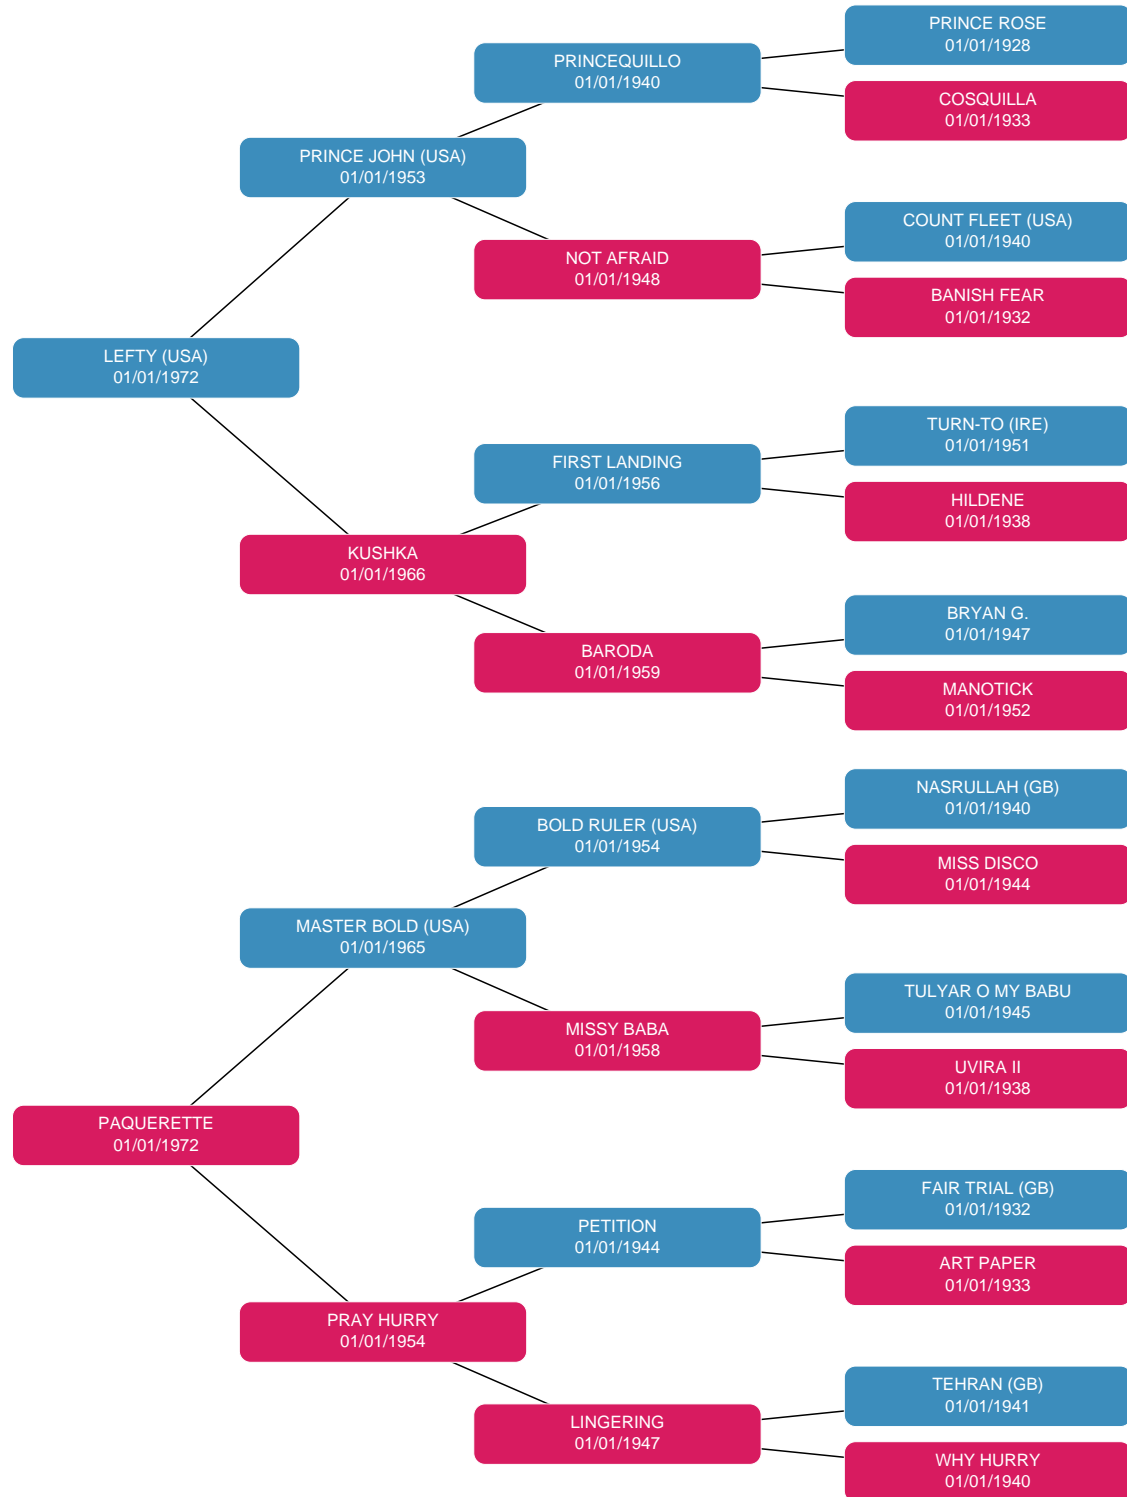 PRINCE ROSE
01/01/1928
PRINCEQUILLO
01/01/1940
COSQUILLA
01/01/1933
PRINCE JOHN (USA)
01/01/1953
COUNT FLEET (USA)
01/01/1940
NOT AFRAID
01/01/1948
BANISH FEAR
01/01/1932
LEFTY (USA)
01/01/1972
TURN-TO (IRE)
01/01/1951
FIRST LANDING
01/01/1956
HILDENE
01/01/1938
KUSHKA
01/01/1966
BRYAN G.
01/01/1947
BARODA
01/01/1959
MANOTICK
01/01/1952
NASRULLAH (GB)
01/01/1940
BOLD RULER (USA)
01/01/1954
MISS DISCO
01/01/1944
MASTER BOLD (USA)
01/01/1965
TULYAR O MY BABU
01/01/1945
MISSY BABA
01/01/1958
UVIRA II
01/01/1938
PAQUERETTE
01/01/1972
FAIR TRIAL (GB)
01/01/1932
PETITION
01/01/1944
ART PAPER
01/01/1933
PRAY HURRY
01/01/1954
TEHRAN (GB)
01/01/1941
LINGERING
01/01/1947
WHY HURRY
01/01/1940